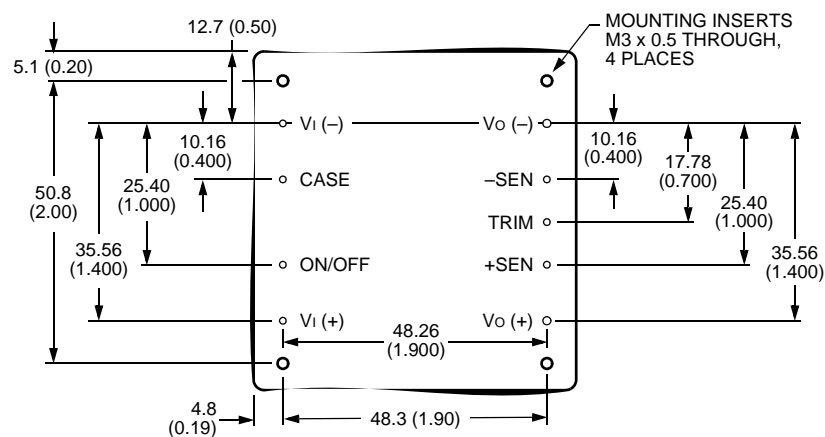 12.7 (0.50)
MOUNTING INSERTS
M3 x 0.5 THROUGH,
4 PLACES
5.1 (0.20)
VI (–)
VO (–)
10.16
(0.400)
10.16
(0.400)
17.78
(0.700)
CASE
–SEN
25.40
(1.000)
50.8
(2.00)
25.40
(1.000)
TRIM
35.56
(1.400)
35.56
(1.400)
ON/OFF
+SEN
VI (+)
VO (+)
48.26
(1.900)
4.8
(0.19)
48.3 (1.90)